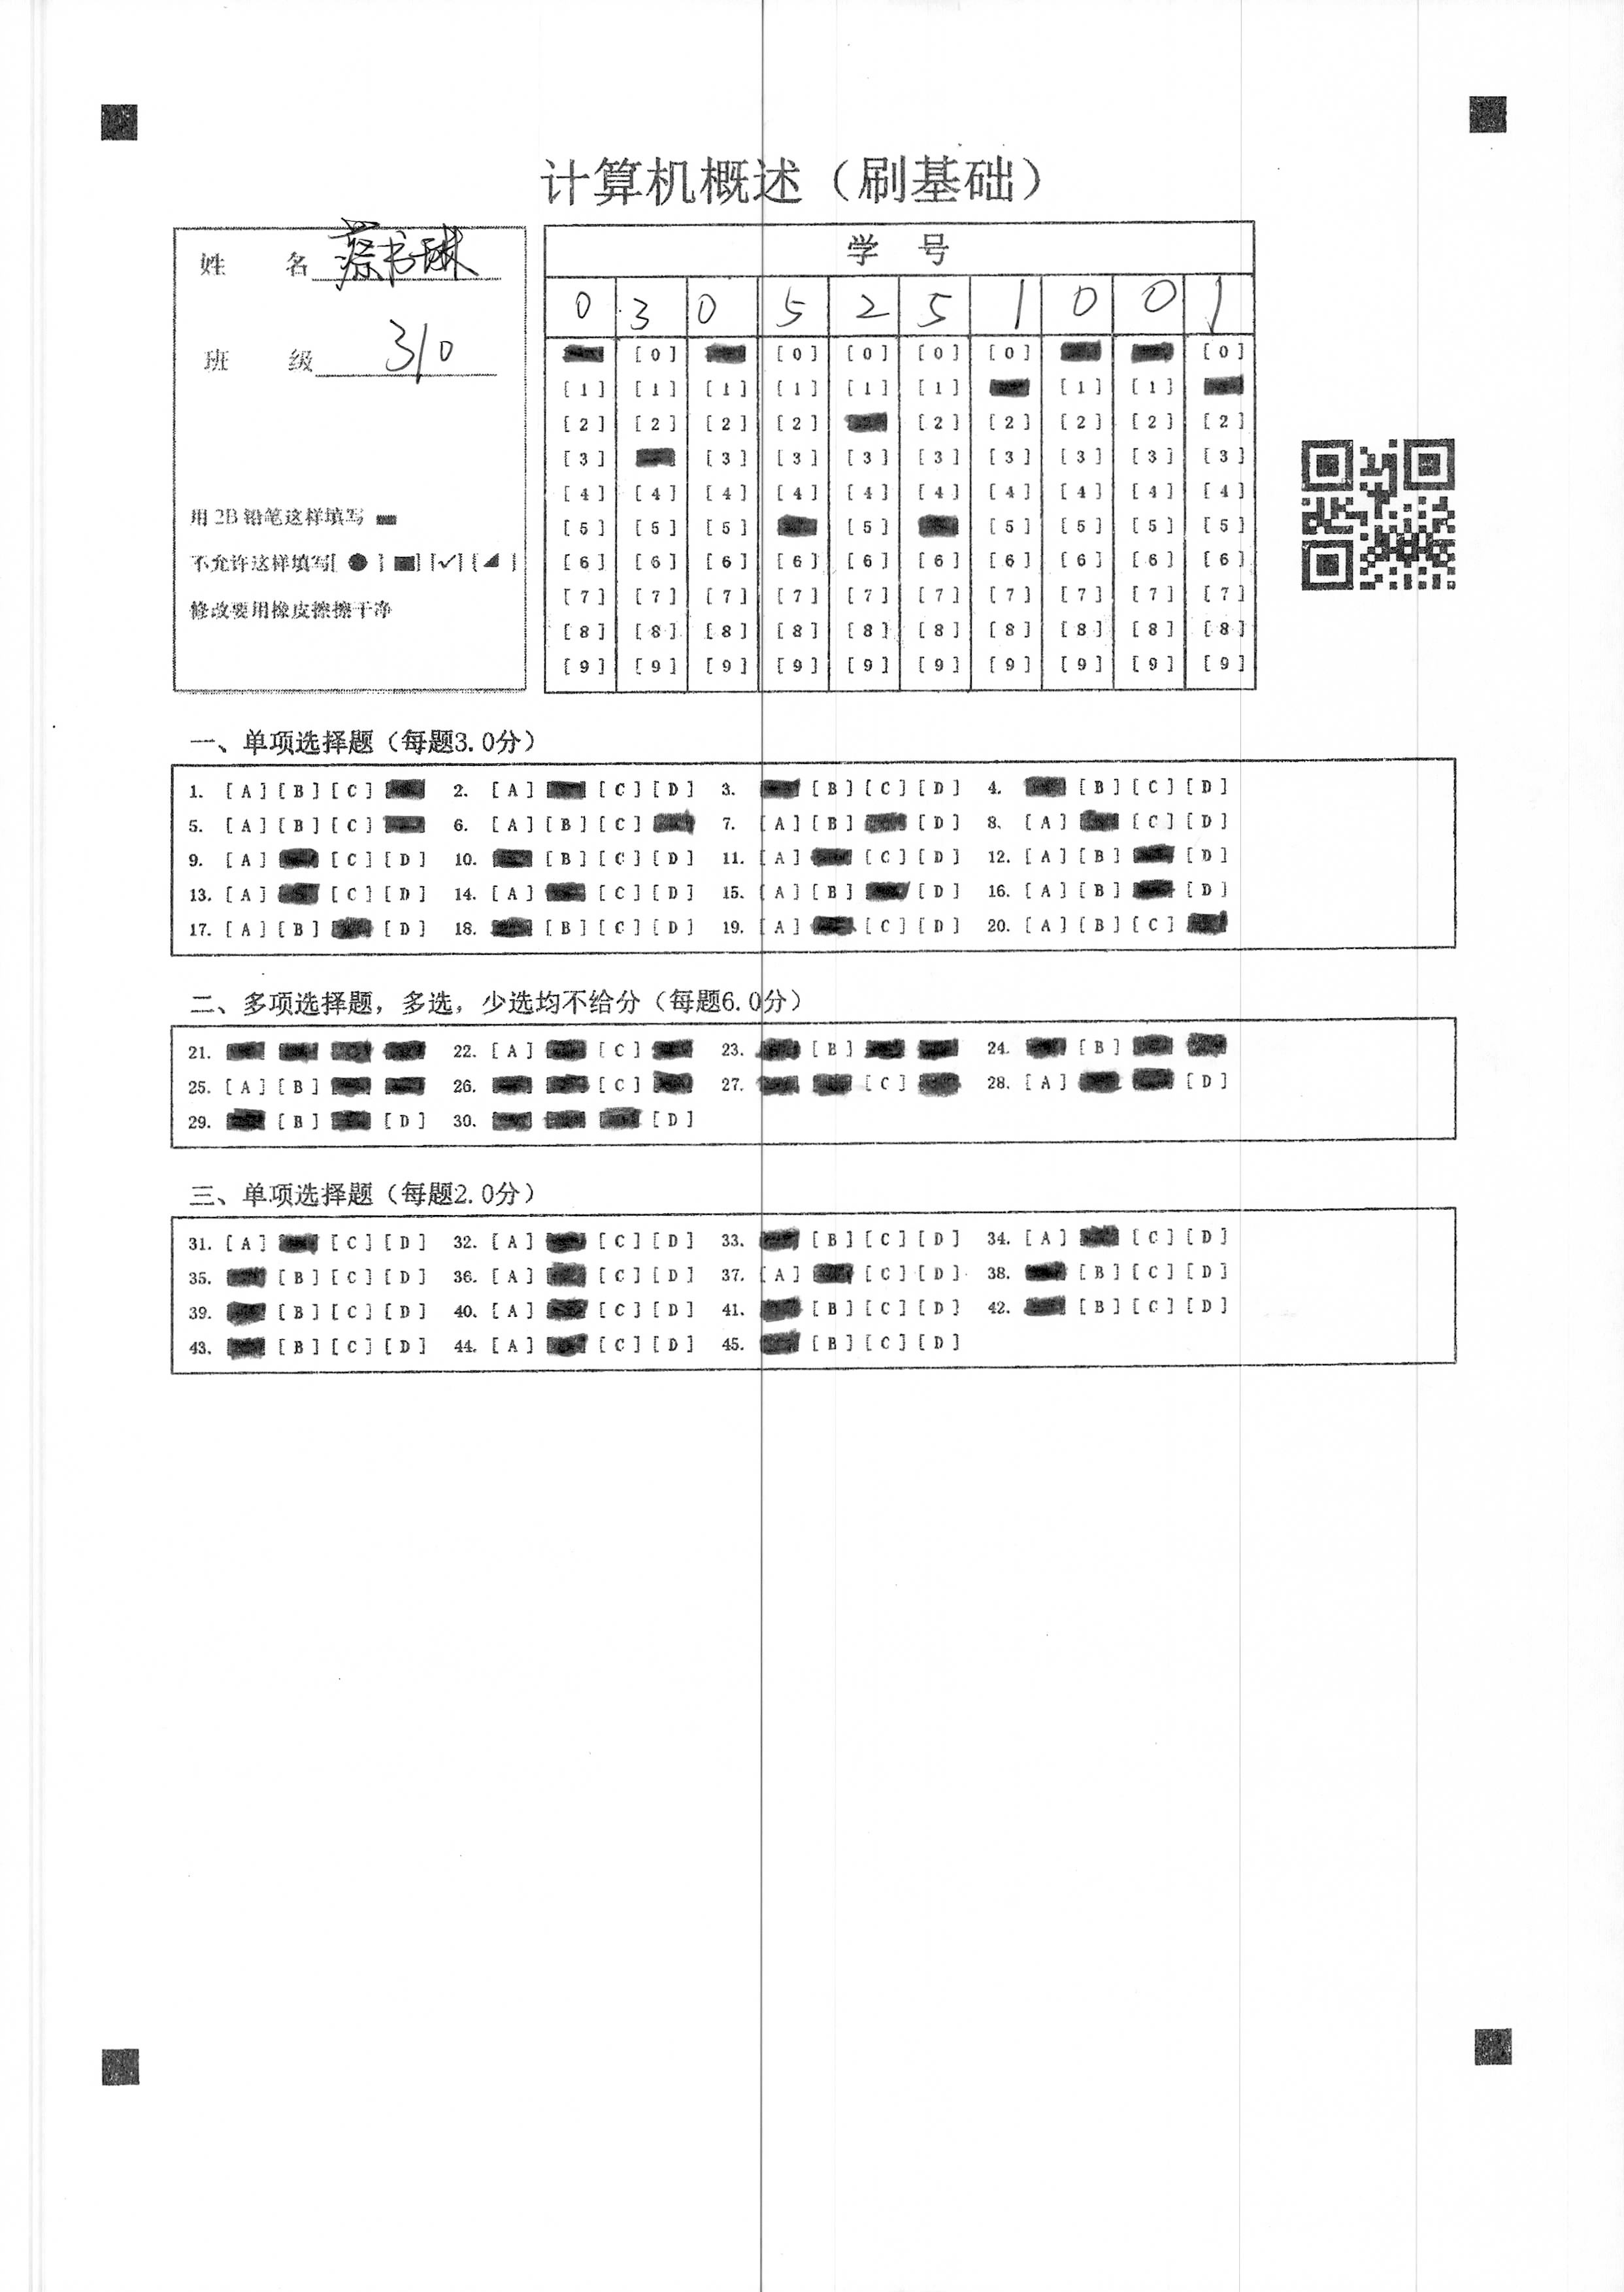 计算机概述（刷基础）
姓 名 蔡书琳
班 级 310
用 2B 铅笔这样填写
不允许这样填写[ ● ] [■] [✓] [◢ ]
修改要用橡皮擦擦干净
学 号
0 3 0 5 2 5 1 0 0 1
[0] [0] [0] [0] [0] [0]
[1] [1] [1] [1] [1] [1] [1] [1]
[2] [2] [2] [2] [2] [2] [2] [2] [2]
[3] [3] [3] [3] [3] [3] [3] [3] [3]
[4] [4] [4] [4] [4] [4] [4] [4] [4] [4]
[5] [5] [5] [5] [5] [5] [5] [5]
[6] [6] [6] [6] [6] [6] [6] [6] [6] [6]
[7] [7] [7] [7] [7] [7] [7] [7] [7] [7]
[8] [8] [8] [8] [8] [8] [8] [8] [8] [8]
[9] [9] [9] [9] [9] [9] [9] [9] [9] [9]
一、单项选择题（每题3.0分）
1. [A] [B] [C] 2. [A] [C] [D] 3. [B] [C] [D] 4. [B] [C] [D]
5. [A] [B] [C] 6. [A] [B] [C] 7. [A] [B] [D] 8. [A] [C] [D]
9. [A] [C] [D] 10. [B] [C] [D] 11. [A] [C] [D] 12. [A] [B] [D]
13. [A] [C] [D] 14. [A] [C] [D] 15. [A] [B] [D] 16. [A] [B] [D]
17. [A] [B] [D] 18. [B] [C] [D] 19. [A] [C] [D] 20. [A] [B] [C]
二、多项选择题，多选，少选均不给分（每题6.0分）
21. 22. [A] [C] 23. [B] 24. [B]
25. [A] [B] 26. [C] 27. [C] 28. [A] [D]
29. [B] [D] 30. [D]
三、单项选择题（每题2.0分）
31. [A] [C] [D] 32. [A] [C] [D] 33. [B] [C] [D] 34. [A] [C] [D]
35. [B] [C] [D] 36. [A] [C] [D] 37. [A] [C] [D] 38. [B] [C] [D]
39. [B] [C] [D] 40. [A] [C] [D] 41. [B] [C] [D] 42. [B] [C] [D]
43. [B] [C] [D] 44. [A] [C] [D] 45. [B] [C] [D]